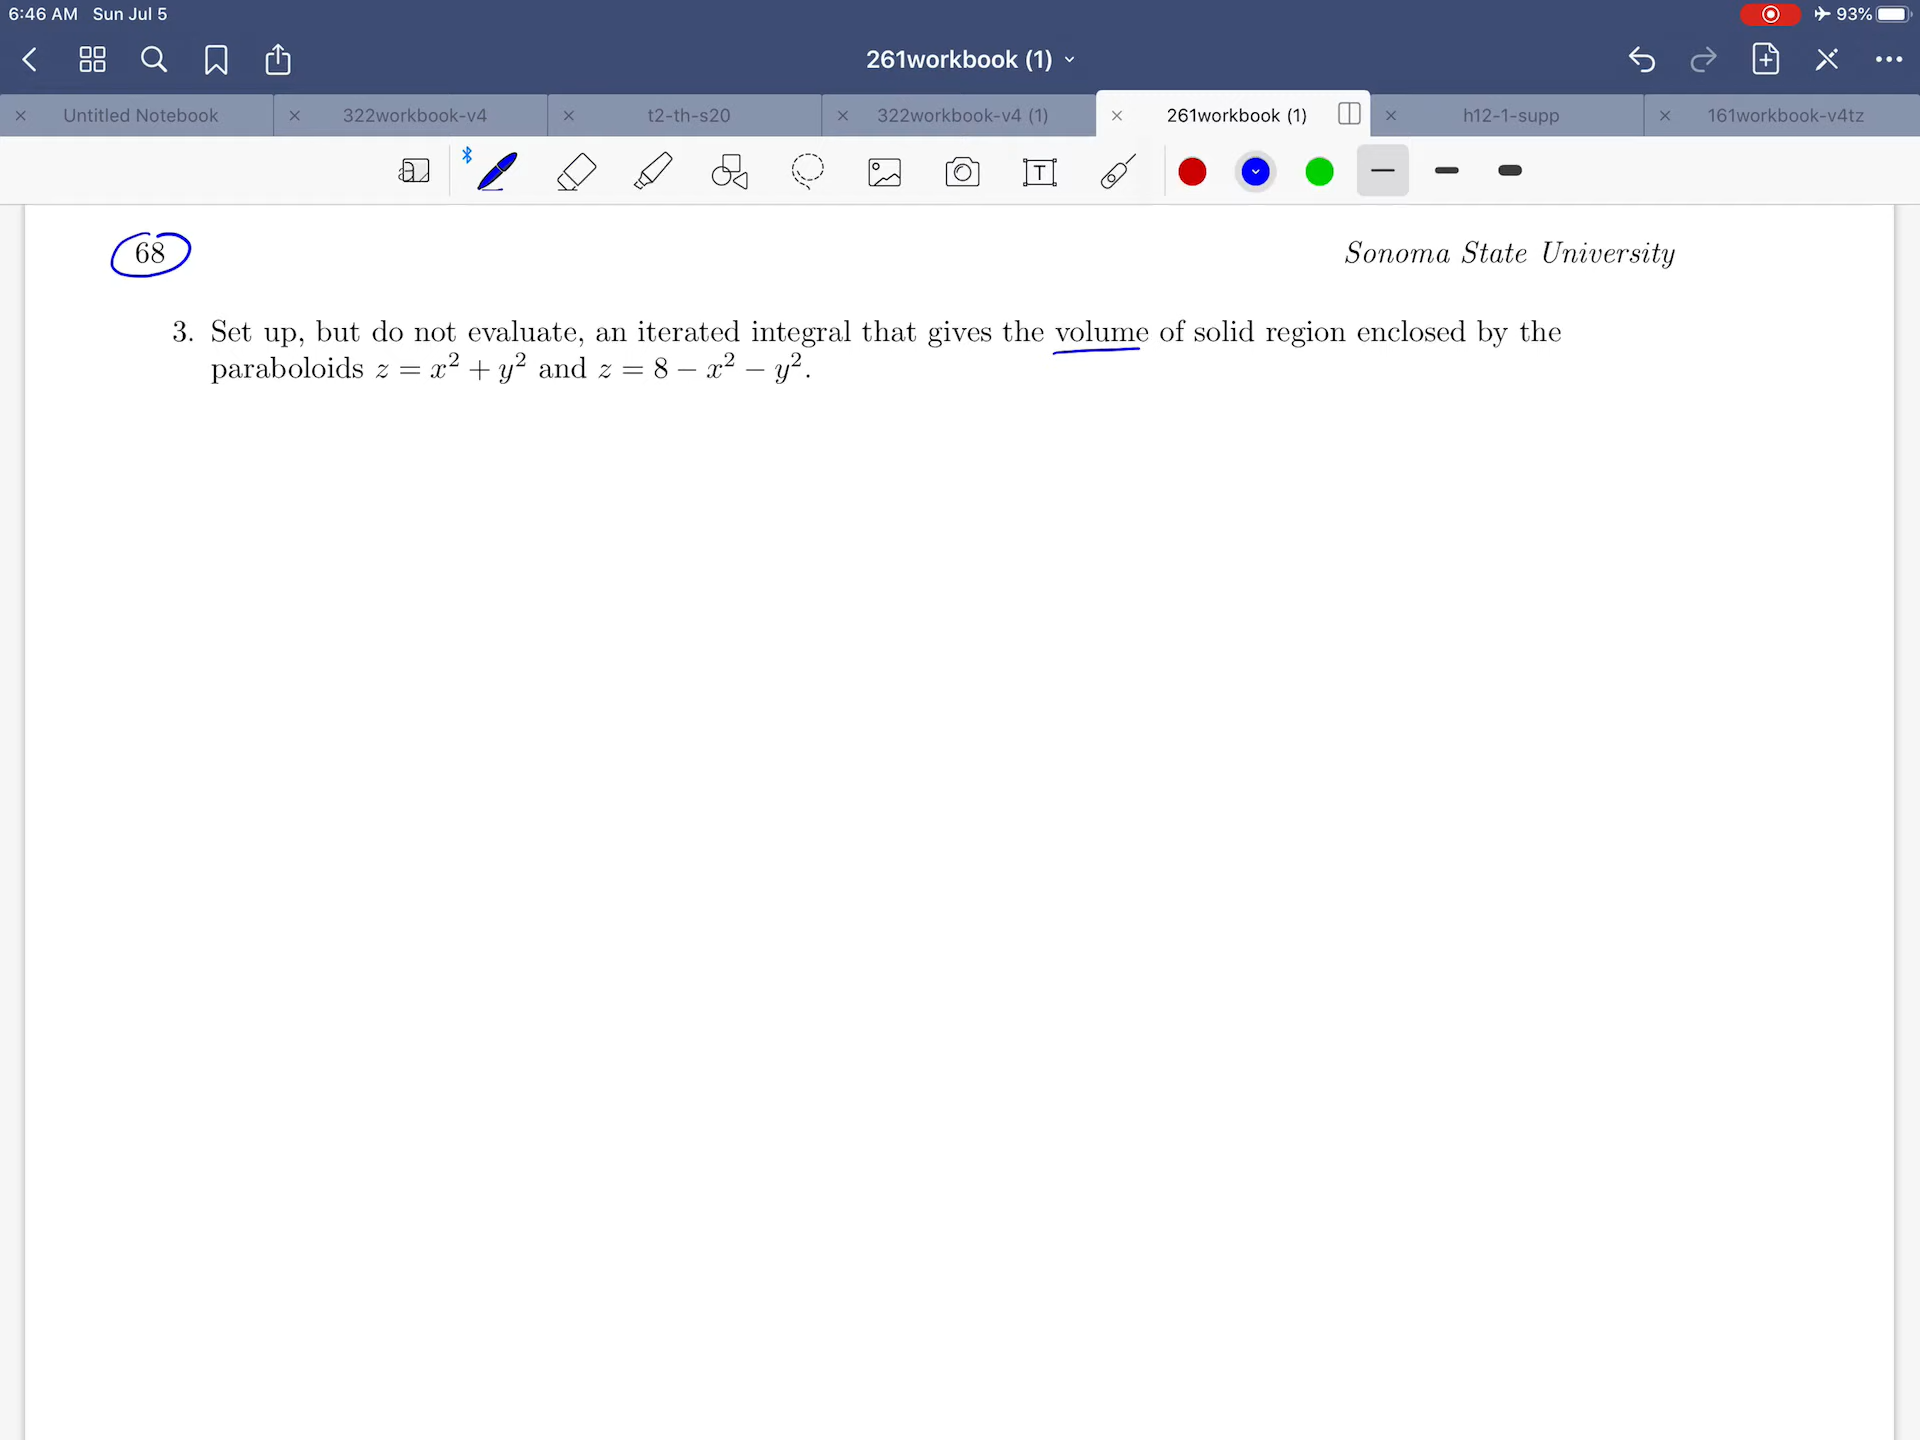 6:46 AM Sun Jul 5 93%
261workbook (1)
Untitled Notebook 322workbook-v4 t2-th-s20 322workbook-v4 (1) 261workbook (1) h12-1-supp 161workbook-v4tz
68 Sonoma State University
3. Set up, but do not evaluate, an iterated integral that gives the volume of solid region enclosed by the
paraboloids z = x² + y² and z = 8 − x² − y².